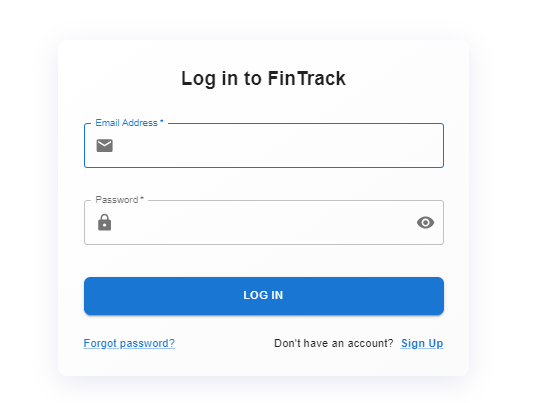 Log in to FinTrack
Email Address *
Password *
LOG IN
Forgot password? Don't have an account? Sign Up